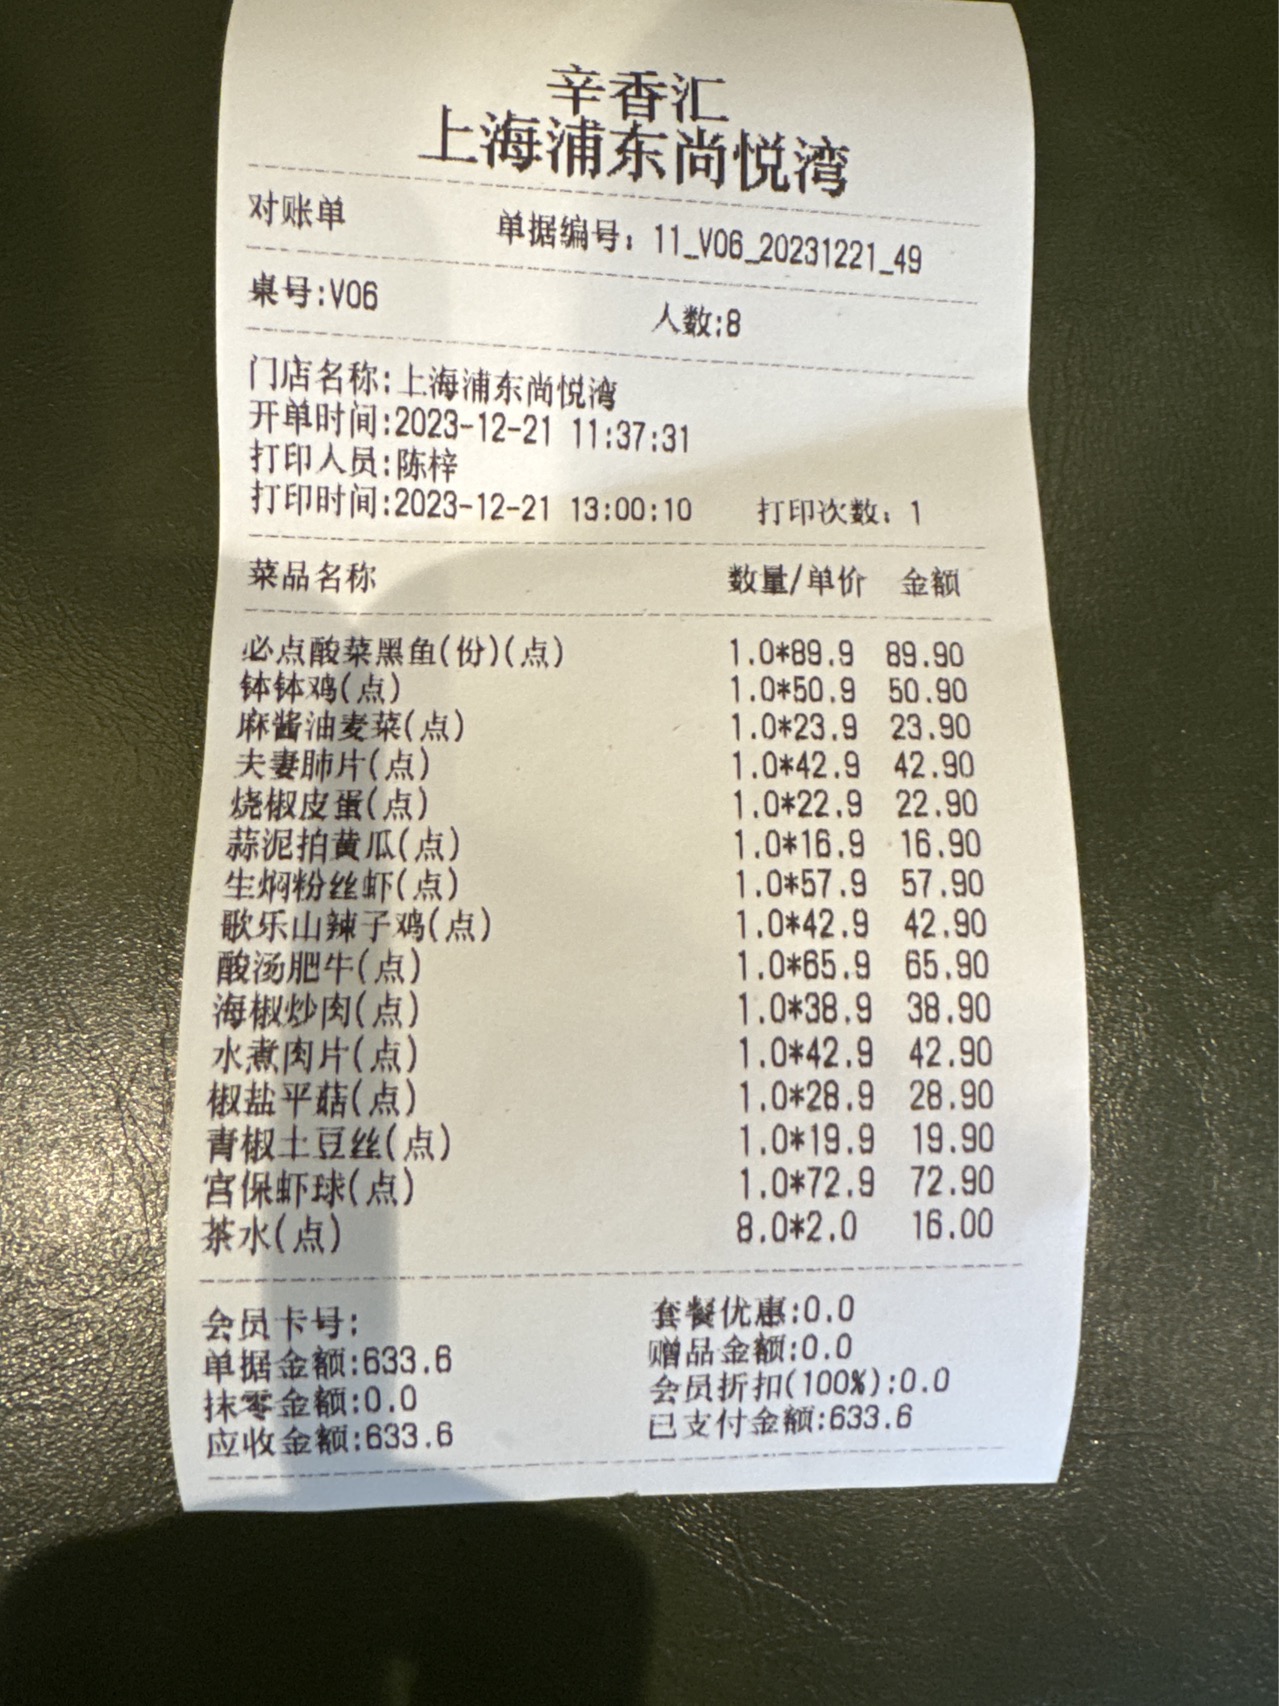 辛香汇
上海浦东尚悦湾
对账单 单据编号：11_V06_20231221_49
桌号:V06 人数:8
门店名称:上海浦东尚悦湾
开单时间:2023-12-21 11:37:31
打印人员:陈梓
打印时间:2023-12-21 13:00:10 打印次数：1
菜品名称 数量/单价 金额
必点酸菜黑鱼(份)(点) 1.0*89.9 89.90
钵钵鸡(点) 1.0*50.9 50.90
麻酱油麦菜(点) 1.0*23.9 23.90
夫妻肺片(点) 1.0*42.9 42.90
烧椒皮蛋(点) 1.0*22.9 22.90
蒜泥拍黄瓜(点) 1.0*16.9 16.90
生焖粉丝虾(点) 1.0*57.9 57.90
歌乐山辣子鸡(点) 1.0*42.9 42.90
酸汤肥牛(点) 1.0*65.9 65.90
海椒炒肉(点) 1.0*38.9 38.90
水煮肉片(点) 1.0*42.9 42.90
椒盐平菇(点) 1.0*28.9 28.90
青椒土豆丝(点) 1.0*19.9 19.90
宫保虾球(点) 1.0*72.9 72.90
茶水(点) 8.0*2.0 16.00
会员卡号: 套餐优惠:0.0
单据金额:633.6 赠品金额:0.0
抹零金额:0.0 会员折扣(100%):0.0
应收金额:633.6 已支付金额:633.6